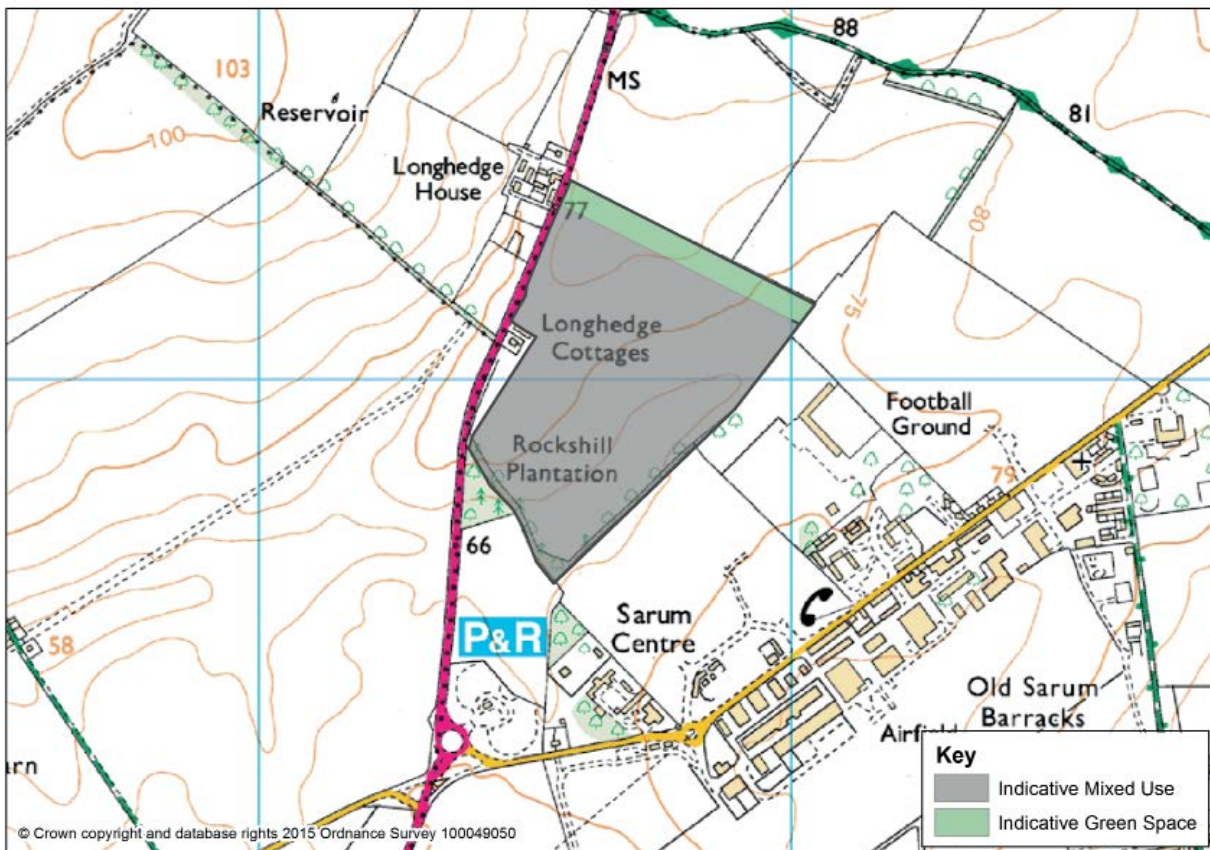 88
MS
103
Reservoir
81
100
Longhedge
House
77
80
75
Longhedge
Cottages
Football
Ground
Rockshill
Plantation
79
66
Sarum
Centre
P&R
58
Old Sarum
Barracks
arn
Airfield
Key
Indicative Mixed Use
Indicative Green Space
© Crown copyright and database rights 2015 Ordnance Survey 100049050